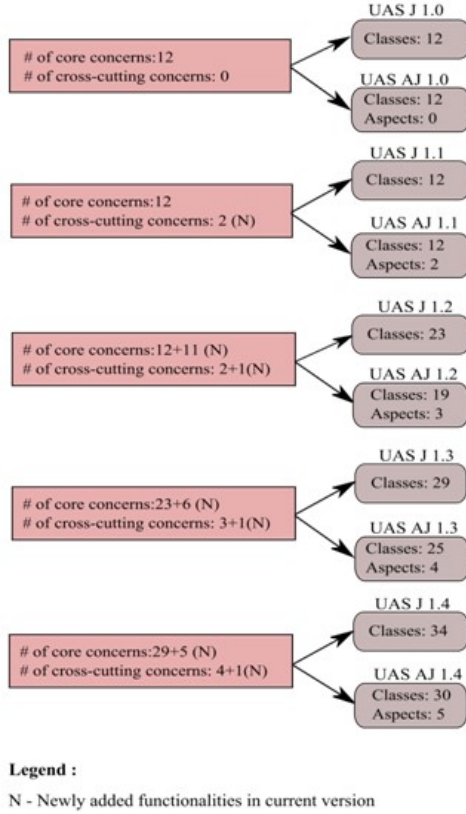 UAS J 1.0
Classes: 12
# of core concerns:12
# of cross-cutting concerns: 0
UAS AJ 1.0
Classes: 12
Aspects: 0
UAS J 1.1
Classes: 12
# of core concerns:12
# of cross-cutting concerns: 2 (N)
UAS AJ 1.1
Classes: 12
Aspects: 2
UAS J 1.2
Classes: 23
# of core concerns:12+11 (N)
# of cross-cutting concerns: 2+1(N)
UAS AJ 1.2
Classes: 19
Aspects: 3
UAS J 1.3
Classes: 29
# of core concerns:23+6 (N)
# of cross-cutting concerns: 3+1(N)
UAS AJ 1.3
Classes: 25
Aspects: 4
UAS J 1.4
Classes: 34
# of core concerns:29+5 (N)
# of cross-cutting concerns: 4+1(N)
UAS AJ 1.4
Classes: 30
Aspects: 5
Legend :
N - Newly added functionalities in current version